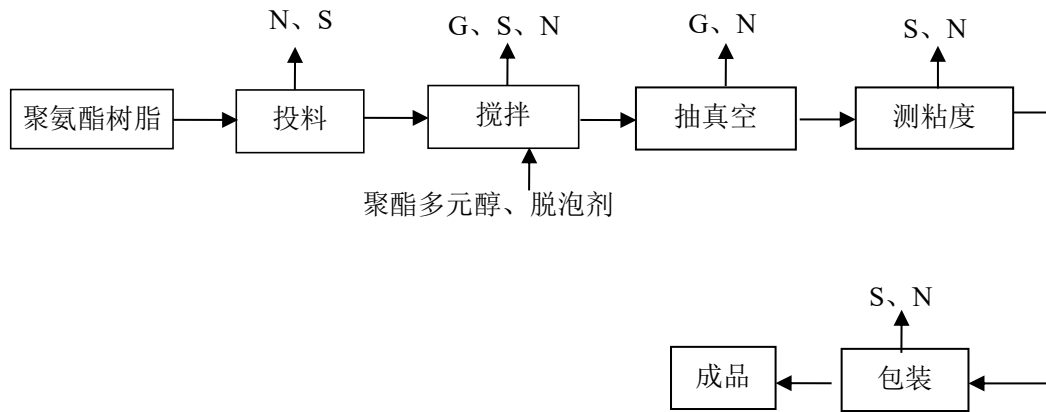 N、S
G、S、N
G、N
S、N
聚氨酯树脂
投料
搅拌
抽真空
测粘度
聚酯多元醇、脱泡剂
S、N
成品
包装